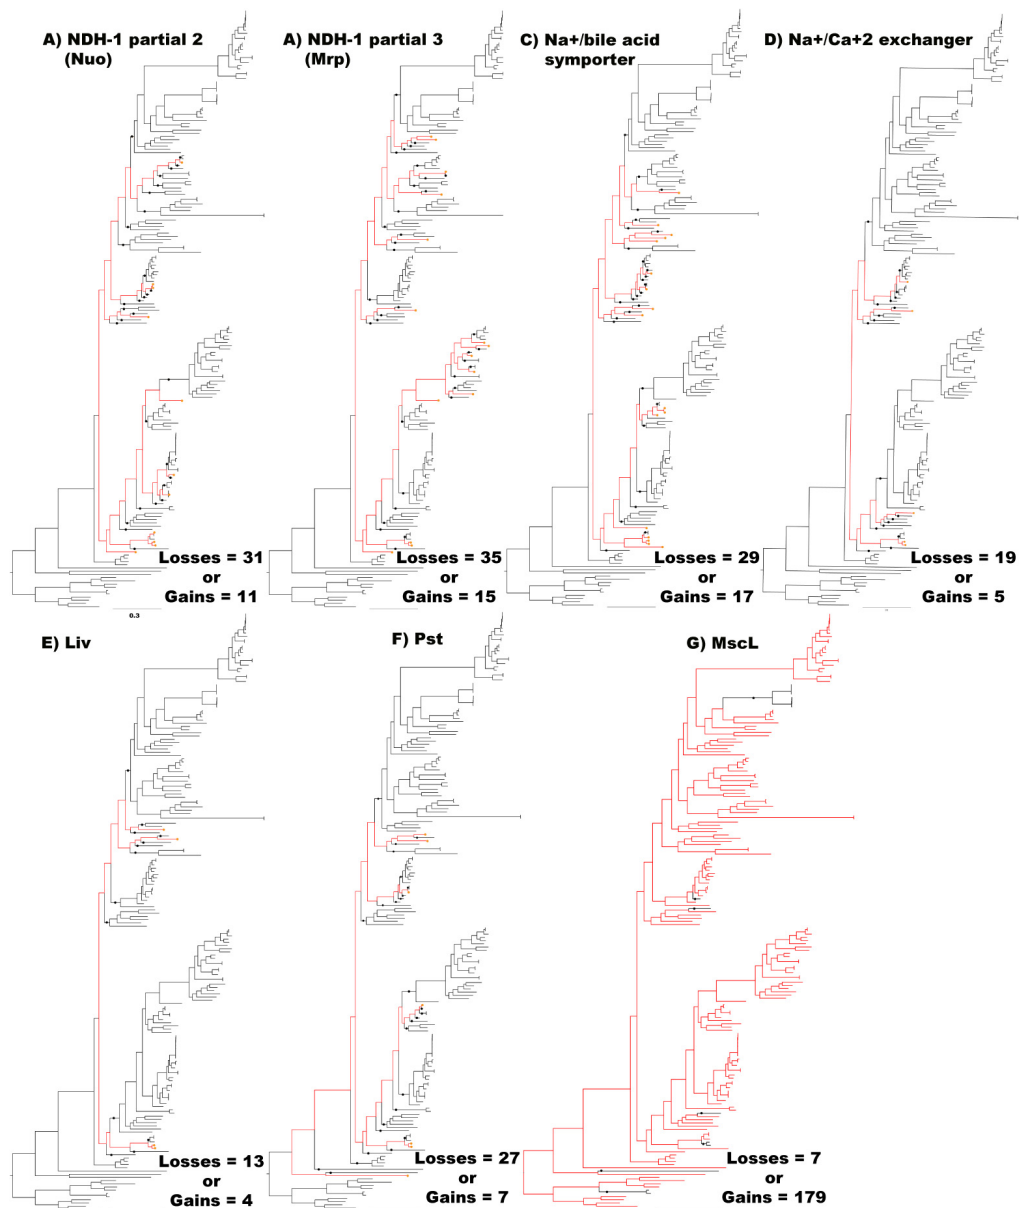 A) NDH-1 partial 2
(Nuo)
A) NDH-1 partial 3
(Mrp)
C) Na+/bile acid
symporter
D) Na+/Ca+2 exchanger
Losses = 31
or
Gains = 11
0.3
Losses = 35
or
Gains = 15
Losses = 29
or
Gains = 17
Losses = 19
or
Gains = 5
E) Liv
F) Pst
G) MscL
Losses = 13
or
Gains = 4
Losses = 27
or
Gains = 7
Losses = 7
or
Gains = 179